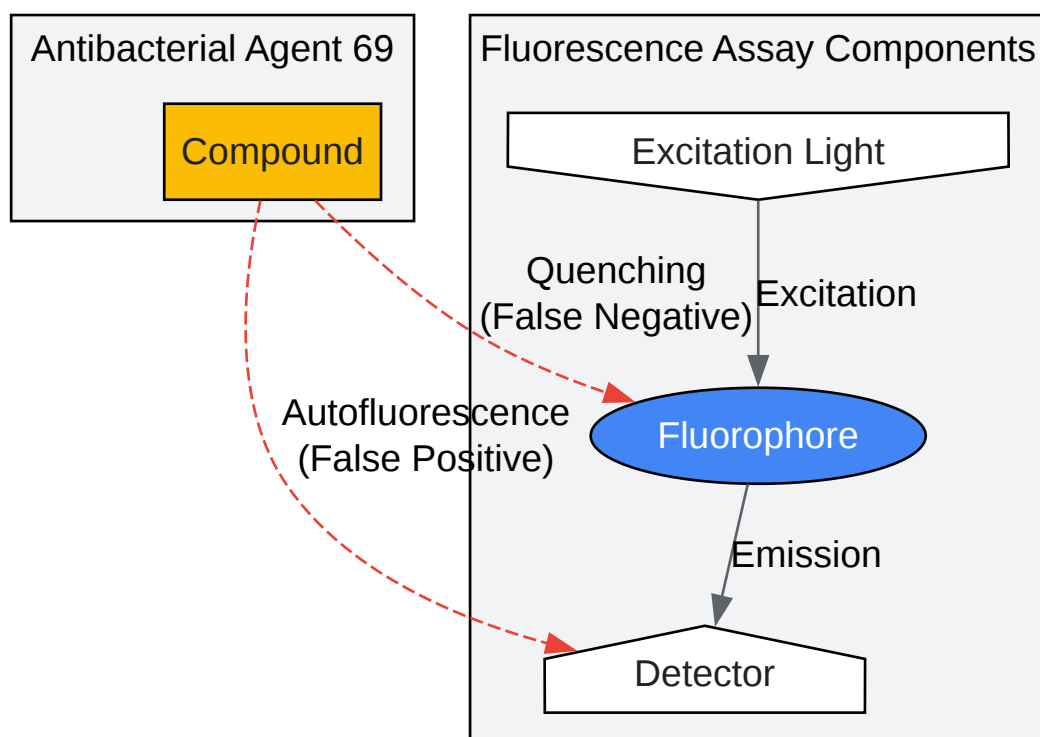 Antibacterial Agent 69
Compound
Fluorescence Assay Components
Excitation Light
Quenching
(False Negative)
Excitation
Autofluorescence
(False Positive)
Fluorophore
Emission
Detector